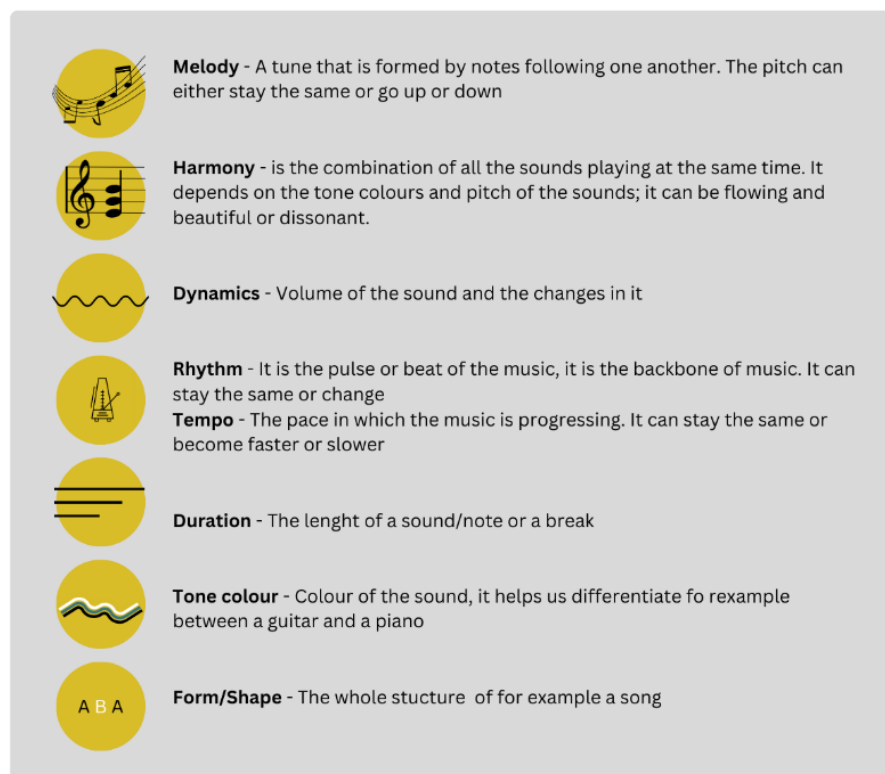 Melody - A tune that is formed by notes following one another. The pitch can
either stay the same or go up or down
Harmony - is the combination of all the sounds playing at the same time. It
depends on the tone colours and pitch of the sounds; it can be flowing and
beautiful or dissonant.
Dynamics - Volume of the sound and the changes in it
Rhythm - It is the pulse or beat of the music, it is the backbone of music. It can
stay the same or change
Tempo - The pace in which the music is progressing. It can stay the same or
become faster or slower
Duration - The lenght of a sound/note or a break
Tone colour - Colour of the sound, it helps us differentiate fo rexample
between a guitar and a piano
A B A
Form/Shape - The whole stucture  of for example a song